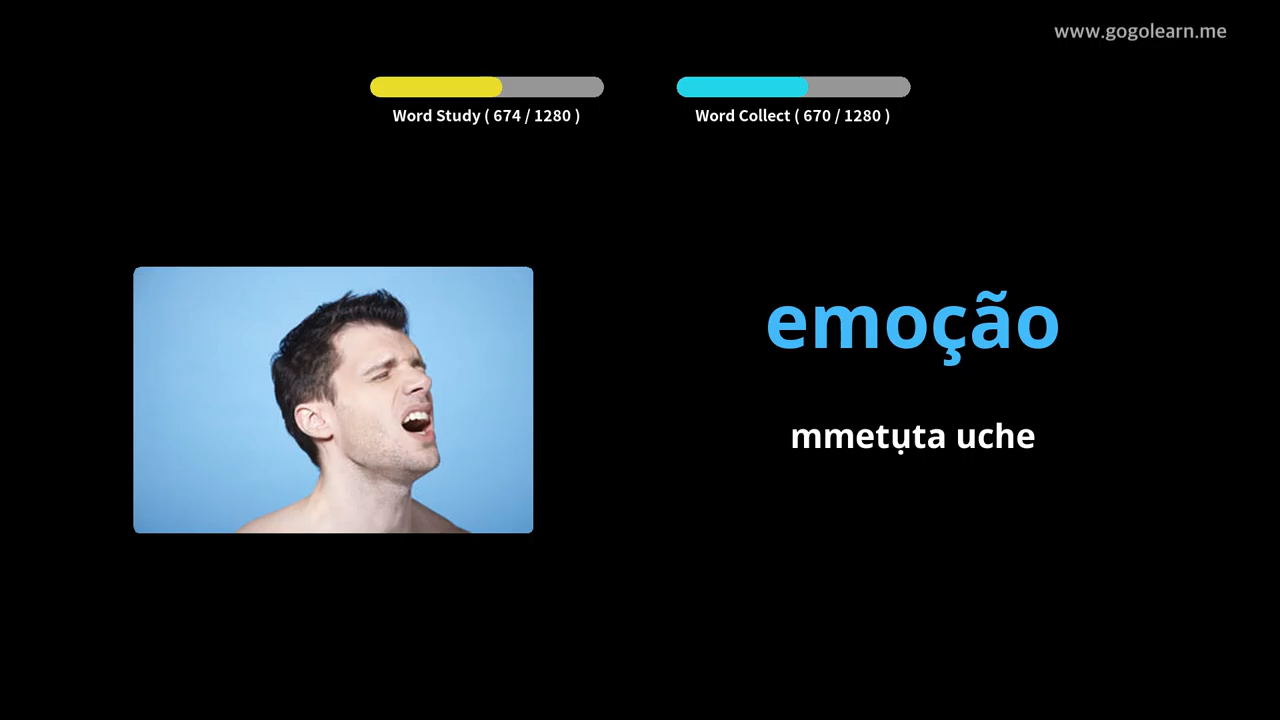 www.gogolearn.me
Word Study ( 674 / 1280 )
Word Collect ( 670 / 1280 )
emoção
mmetụta uche